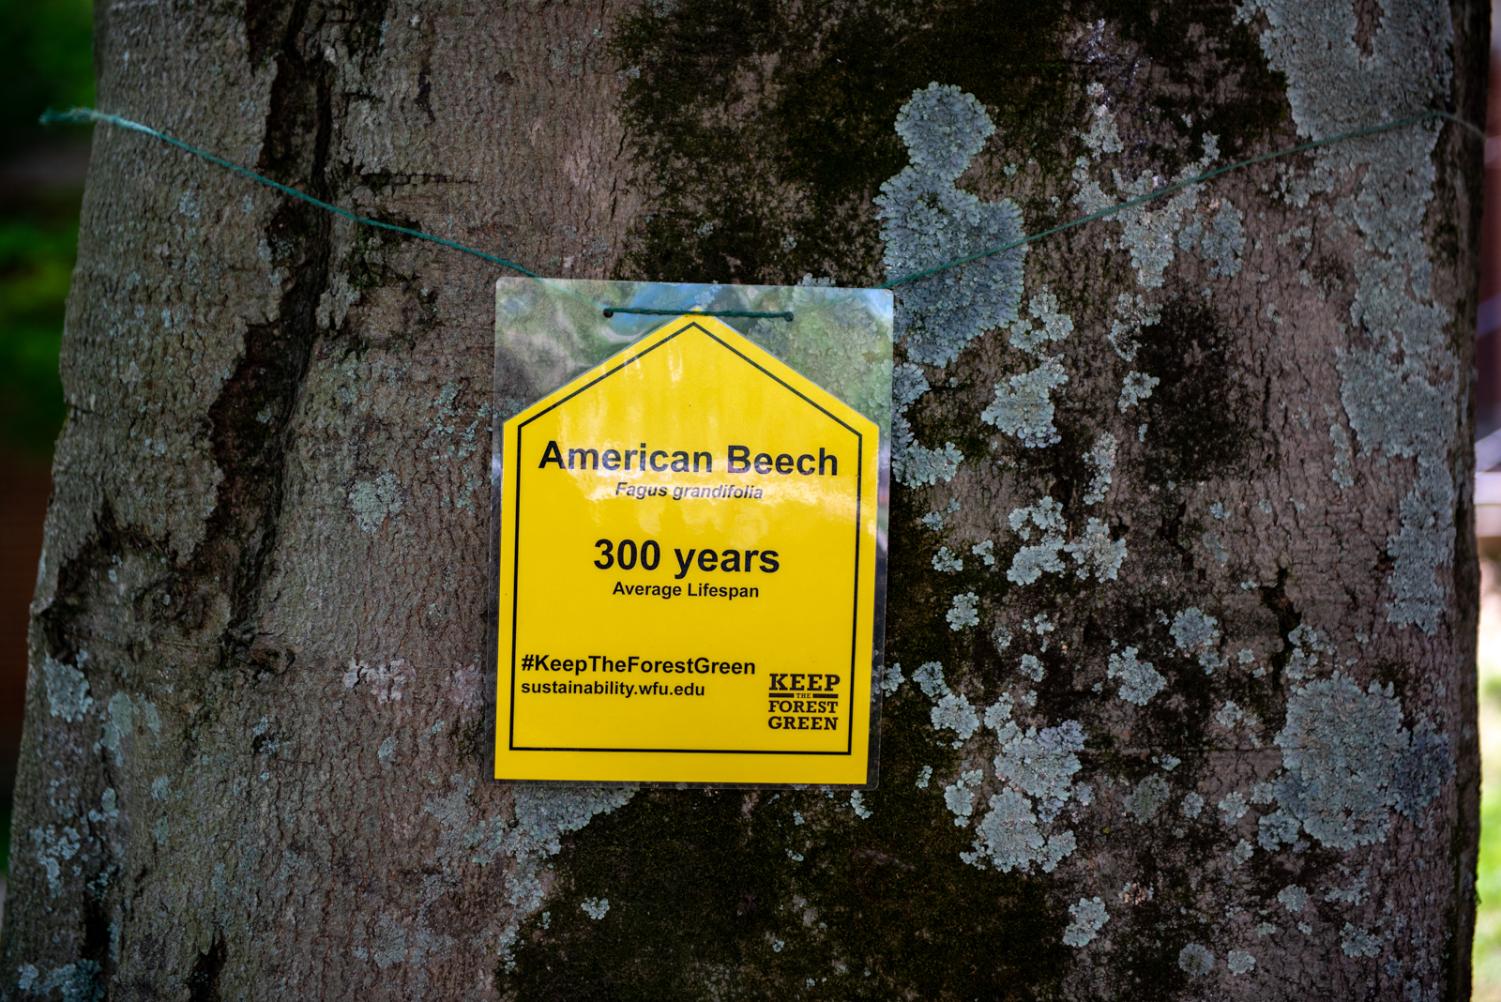 American Beech
Fagus grandifolia
300 years
Average Lifespan
#KeepTheForestGreen
sustainability.wfu.edu
KEEP
THE
FOREST
GREEN